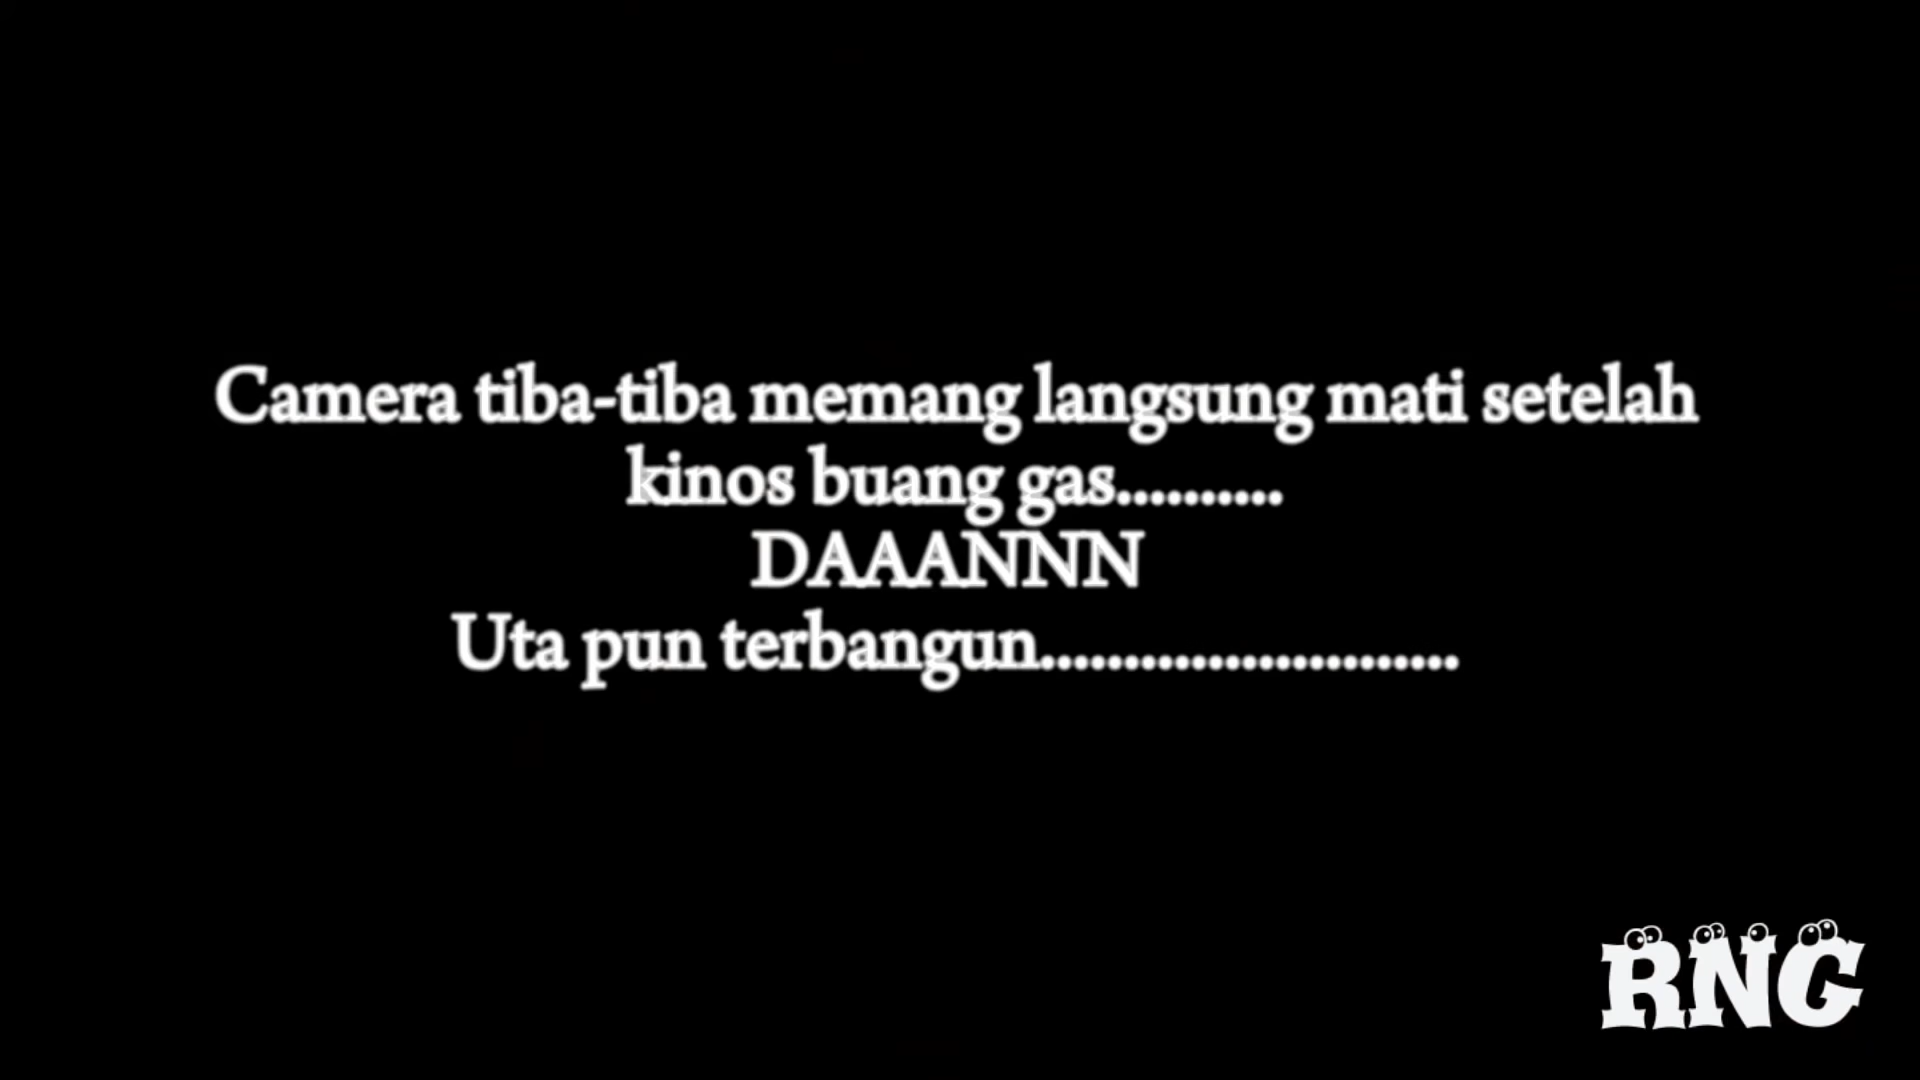 Camera tiba-tiba memang langsung mati setelah
kinos buang gas..........
DAAANNN
Uta pun terbangun.........................
RNG